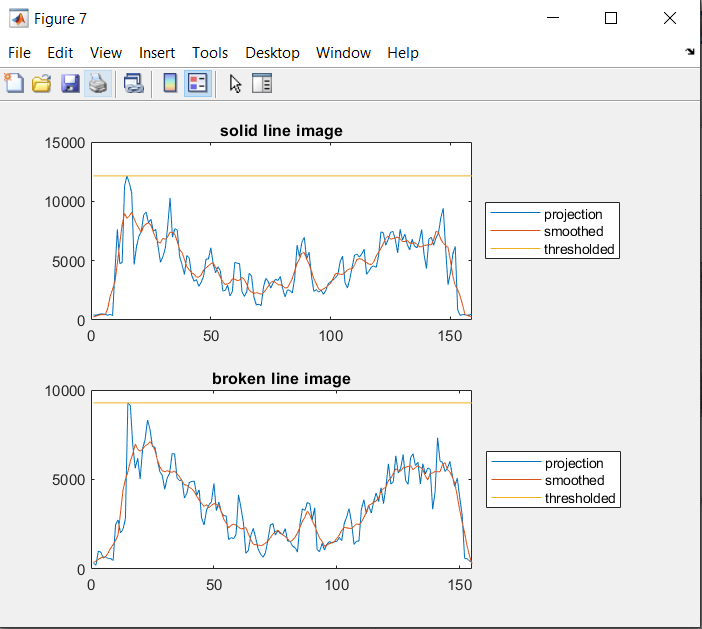 Figure 7
File Edit View Insert Tools Desktop Window Help
solid line image
15000
10000
5000
0
0 50 100 150
projection
smoothed
thresholded
broken line image
10000
5000
0
0 50 100 150
projection
smoothed
thresholded